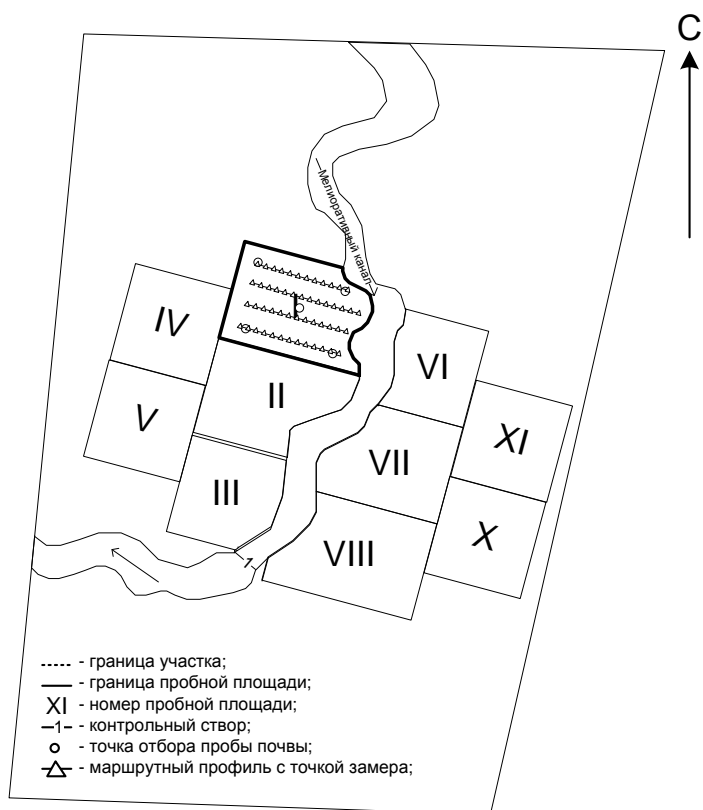 С
Мелиоративный канал
I
IV
II
VI
V
XI
VII
III
X
VIII
1
- граница участка;
- граница пробной площади;
XI - номер пробной площади;
1 - контрольный створ;
- точка отбора пробы почвы;
- маршрутный профиль с точкой замера;